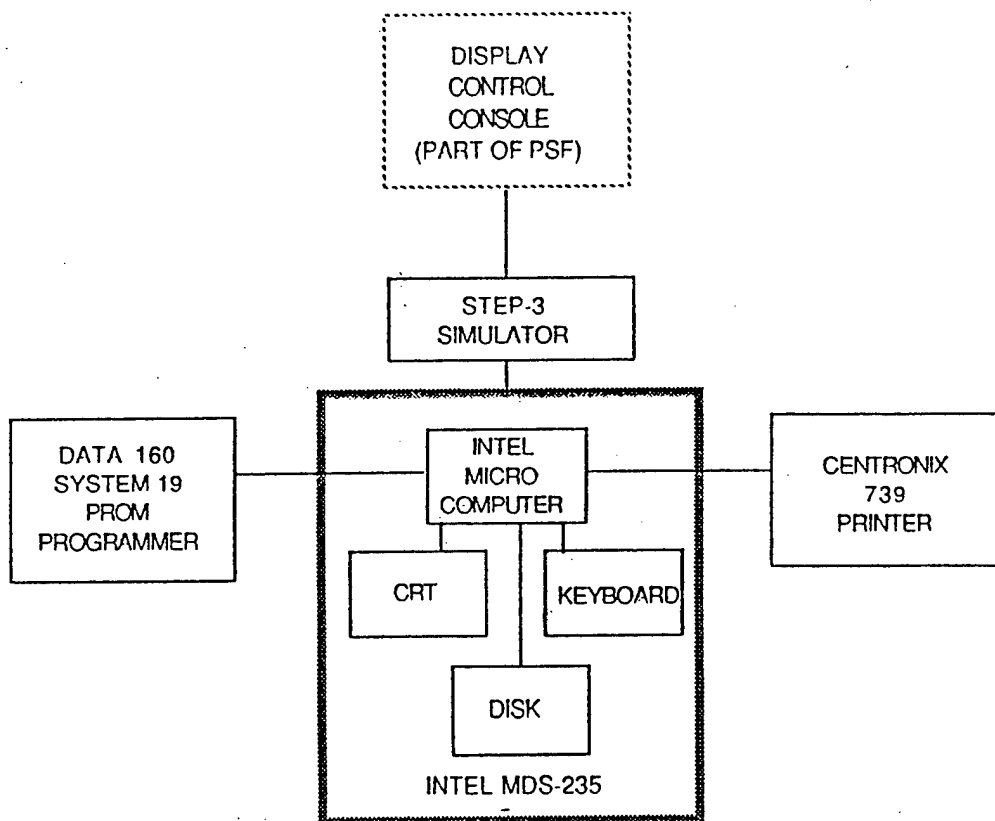 DISPLAY
CONTROL
CONSOLE
(PART OF PSF)
STEP-3
SIMULATOR
DATA 160
SYSTEM 19
PROM
PROGRAMMER
INTEL
MICRO
COMPUTER
CENTRONIX
739
PRINTER
CRT
KEYBOARD
DISK
INTEL MDS-235